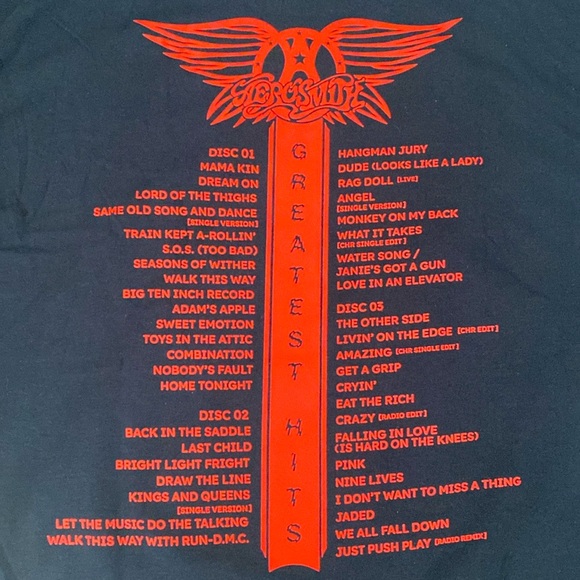 AEROSMITH
GREATEST HITS
DISC 01
MAMA KIN
DREAM ON
LORD OF THE THIGHS
SAME OLD SONG AND DANCE
[SINGLE VERSION]
TRAIN KEPT A-ROLLIN'
S.O.S. (TOO BAD)
SEASONS OF WITHER
WALK THIS WAY
BIG TEN INCH RECORD
ADAM'S APPLE
SWEET EMOTION
TOYS IN THE ATTIC
COMBINATION
NOBODY'S FAULT
HOME TONIGHT
DISC 02
BACK IN THE SADDLE
LAST CHILD
BRIGHT LIGHT FRIGHT
DRAW THE LINE
KINGS AND QUEENS
[SINGLE VERSION]
LET THE MUSIC DO THE TALKING
WALK THIS WAY WITH RUN-D.M.C.
HANGMAN JURY
DUDE (LOOKS LIKE A LADY)
RAG DOLL [LIVE]
ANGEL
[SINGLE VERSION]
MONKEY ON MY BACK
WHAT IT TAKES
[CHR SINGLE EDIT]
WATER SONG /
JANIE'S GOT A GUN
LOVE IN AN ELEVATOR
DISC 03
THE OTHER SIDE
LIVIN' ON THE EDGE [CHR EDIT]
AMAZING [CHR SINGLE EDIT]
GET A GRIP
CRYIN'
EAT THE RICH
CRAZY [RADIO EDIT]
FALLING IN LOVE
(IS HARD ON THE KNEES)
PINK
NINE LIVES
I DON'T WANT TO MISS A THING
JADED
WE ALL FALL DOWN
JUST PUSH PLAY [RADIO REMIX]